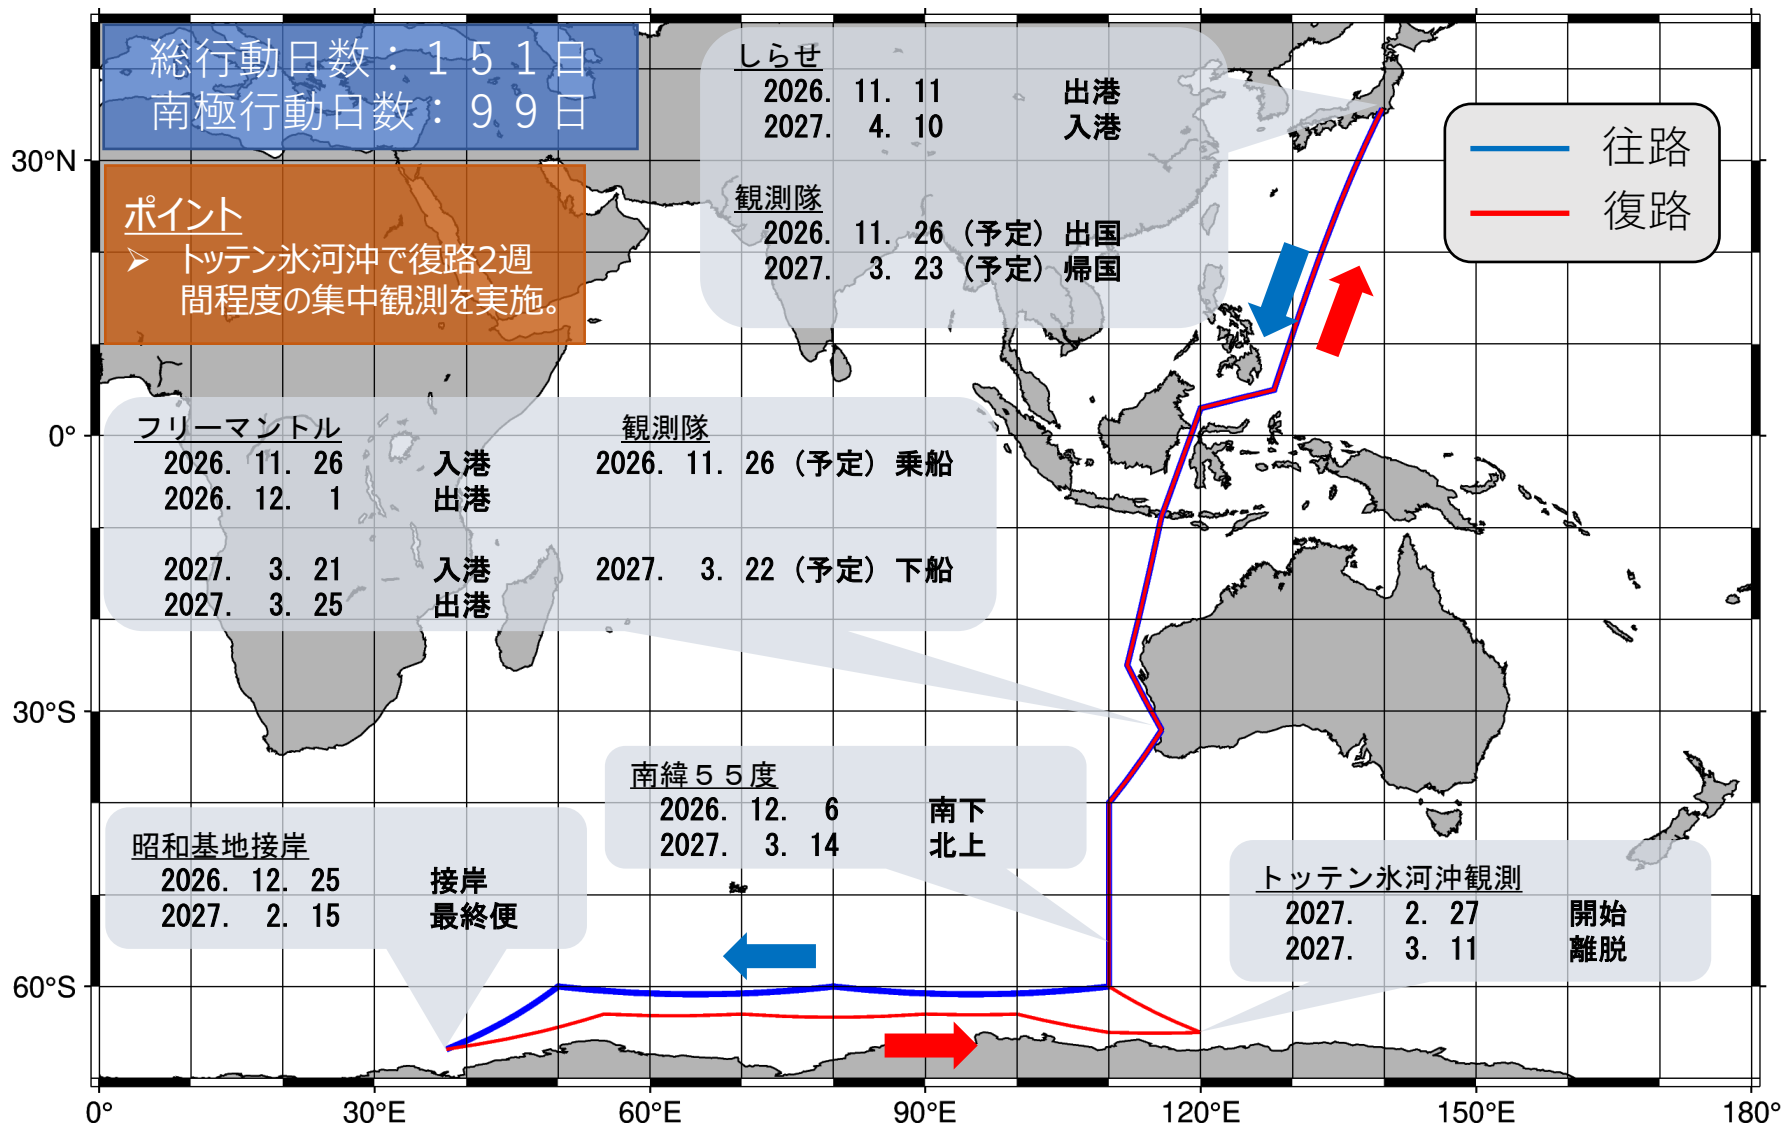 総行動日数：１５１日
南極行動日数：９９日
ポイント
➢ トッテン氷河沖で復路2週
間程度の集中観測を実施。
しらせ
2026. 11. 11 出港
2027. 4. 10 入港
観測隊
2026. 11. 26（予定）出国
2027. 3. 23（予定）帰国
往路
復路
フリーマントル 観測隊
2026. 11. 26 入港 2026. 11. 26（予定）乗船
2026. 12. 1 出港
2027. 3. 21 入港 2027. 3. 22（予定）下船
2027. 3. 25 出港
南緯５５度
2026. 12. 6 南下
2027. 3. 14 北上
昭和基地接岸
2026. 12. 25 接岸
2027. 2. 15 最終便
トッテン氷河沖観測
2027. 2. 27 開始
2027. 3. 11 離脱
30°N
0°
30°S
60°S
0° 30°E 60°E 90°E 120°E 150°E 180°